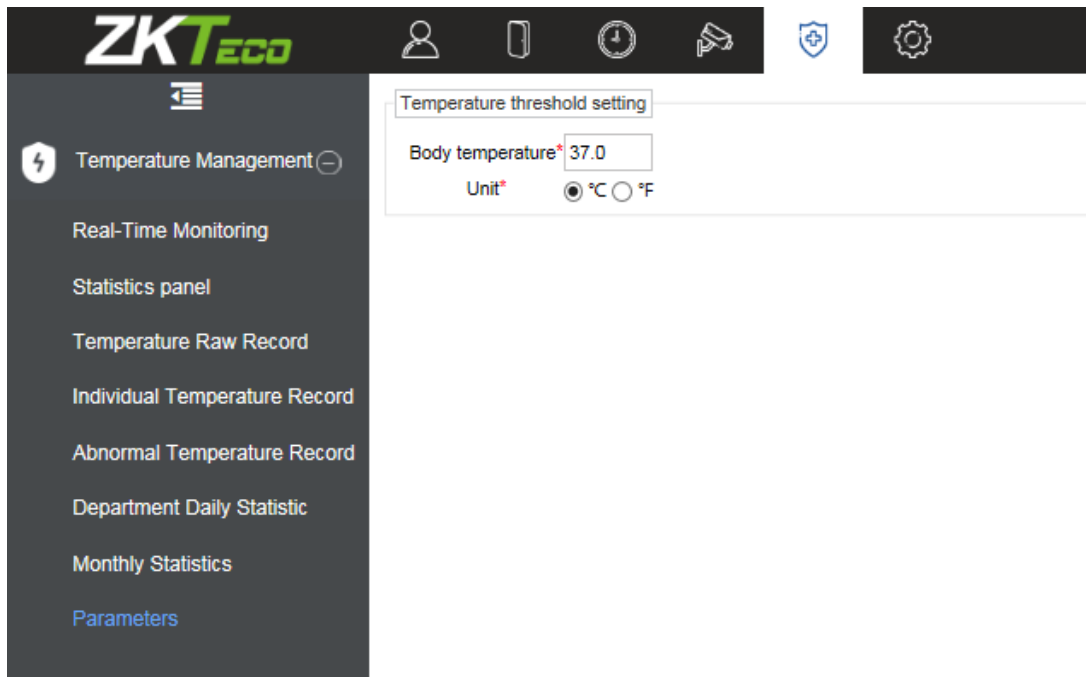 ZKTECO
Temperature threshold setting
Body temperature* 37.0
Unit* °C °F
Temperature Management
Real-Time Monitoring
Statistics panel
Temperature Raw Record
Individual Temperature Record
Abnormal Temperature Record
Department Daily Statistic
Monthly Statistics
Parameters